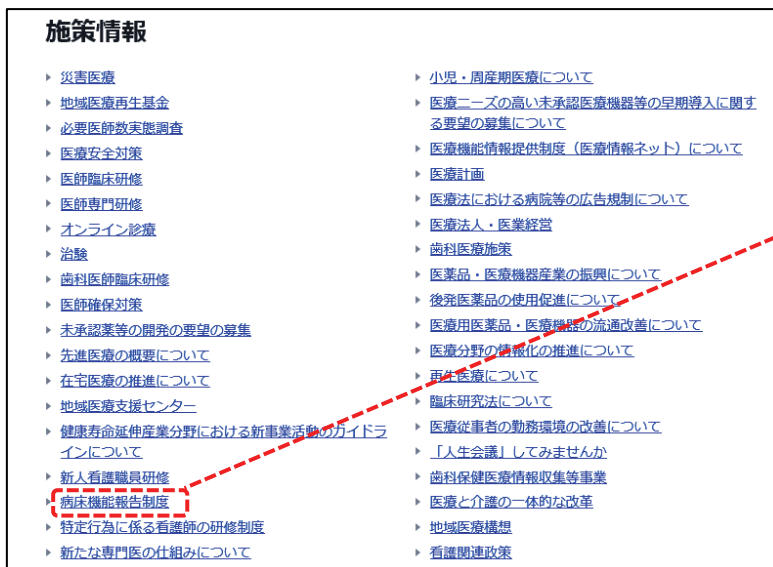 施策情報
災害医療
地域医療再生基金
必要医師数実態調査
医療安全対策
医師臨床研修
医師専門研修
オンライン診療
治験
歯科医師臨床研修
医師確保対策
未承認薬等の開発の要望の募集
先進医療の概要について
在宅医療の推進について
地域医療支援センター
健康寿命延伸産業分野における新事業活動のガイドラ
インについて
新人看護職員研修
病床機能報告制度
特定行為に係る看護師の研修制度
新たな専門医の仕組みについて
小児・周産期医療について
医療ニーズの高い未承認医療機器等の早期導入に関す
る要望の募集について
医療機能情報提供制度（医療情報ネット）について
医療計画
医療法における病院等の広告規制について
医療法人・医業経営
歯科医療施策
医薬品・医療機器産業の振興について
後発医薬品の使用促進について
医療用医薬品・医療機器の流通改善について
医療分野の情報化の推進について
再生医療について
臨床研究法について
医療従事者の勤務環境の改善について
「人生会議」してみませんか
歯科保健医療情報収集等事業
医療と介護の一体的な改革
地域医療構想
看護関連政策